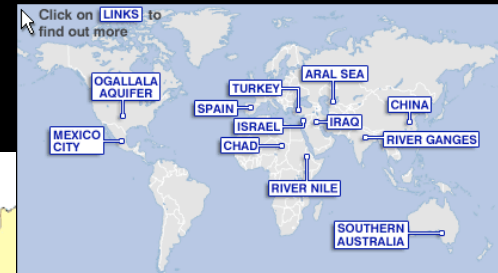 Click on LINKS to
find out more
OGALLALA
AQUIFER
ARAL SEA
TURKEY
SPAIN
CHINA
ISRAEL
IRAQ
MEXICO
CITY
CHAD
RIVER GANGES
RIVER NILE
SOUTHERN
AUSTRALIA